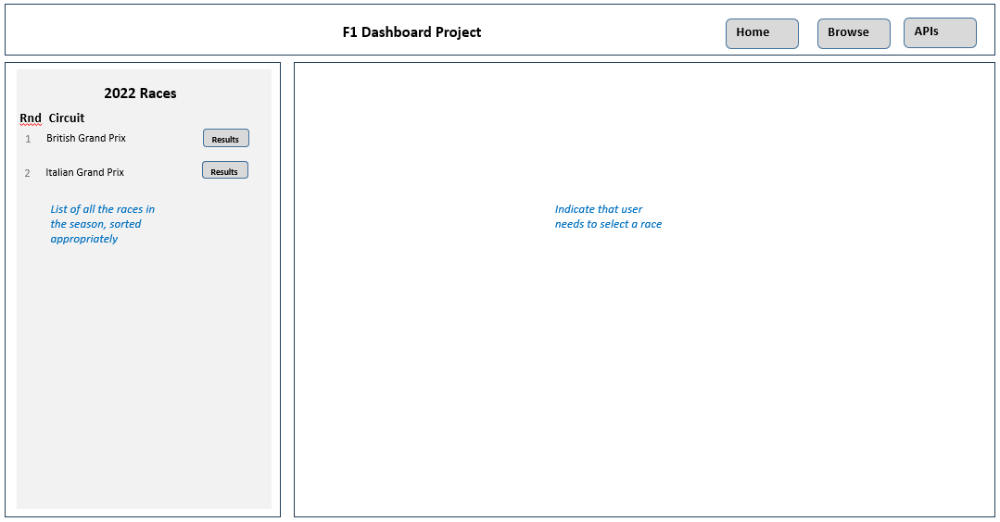 F1 Dashboard Project
Home
Browse
APIs
2022 Races
Rnd Circuit
1 British Grand Prix Results
2 Italian Grand Prix Results
List of all the races in
the season, sorted
appropriately
Indicate that user
needs to select a race